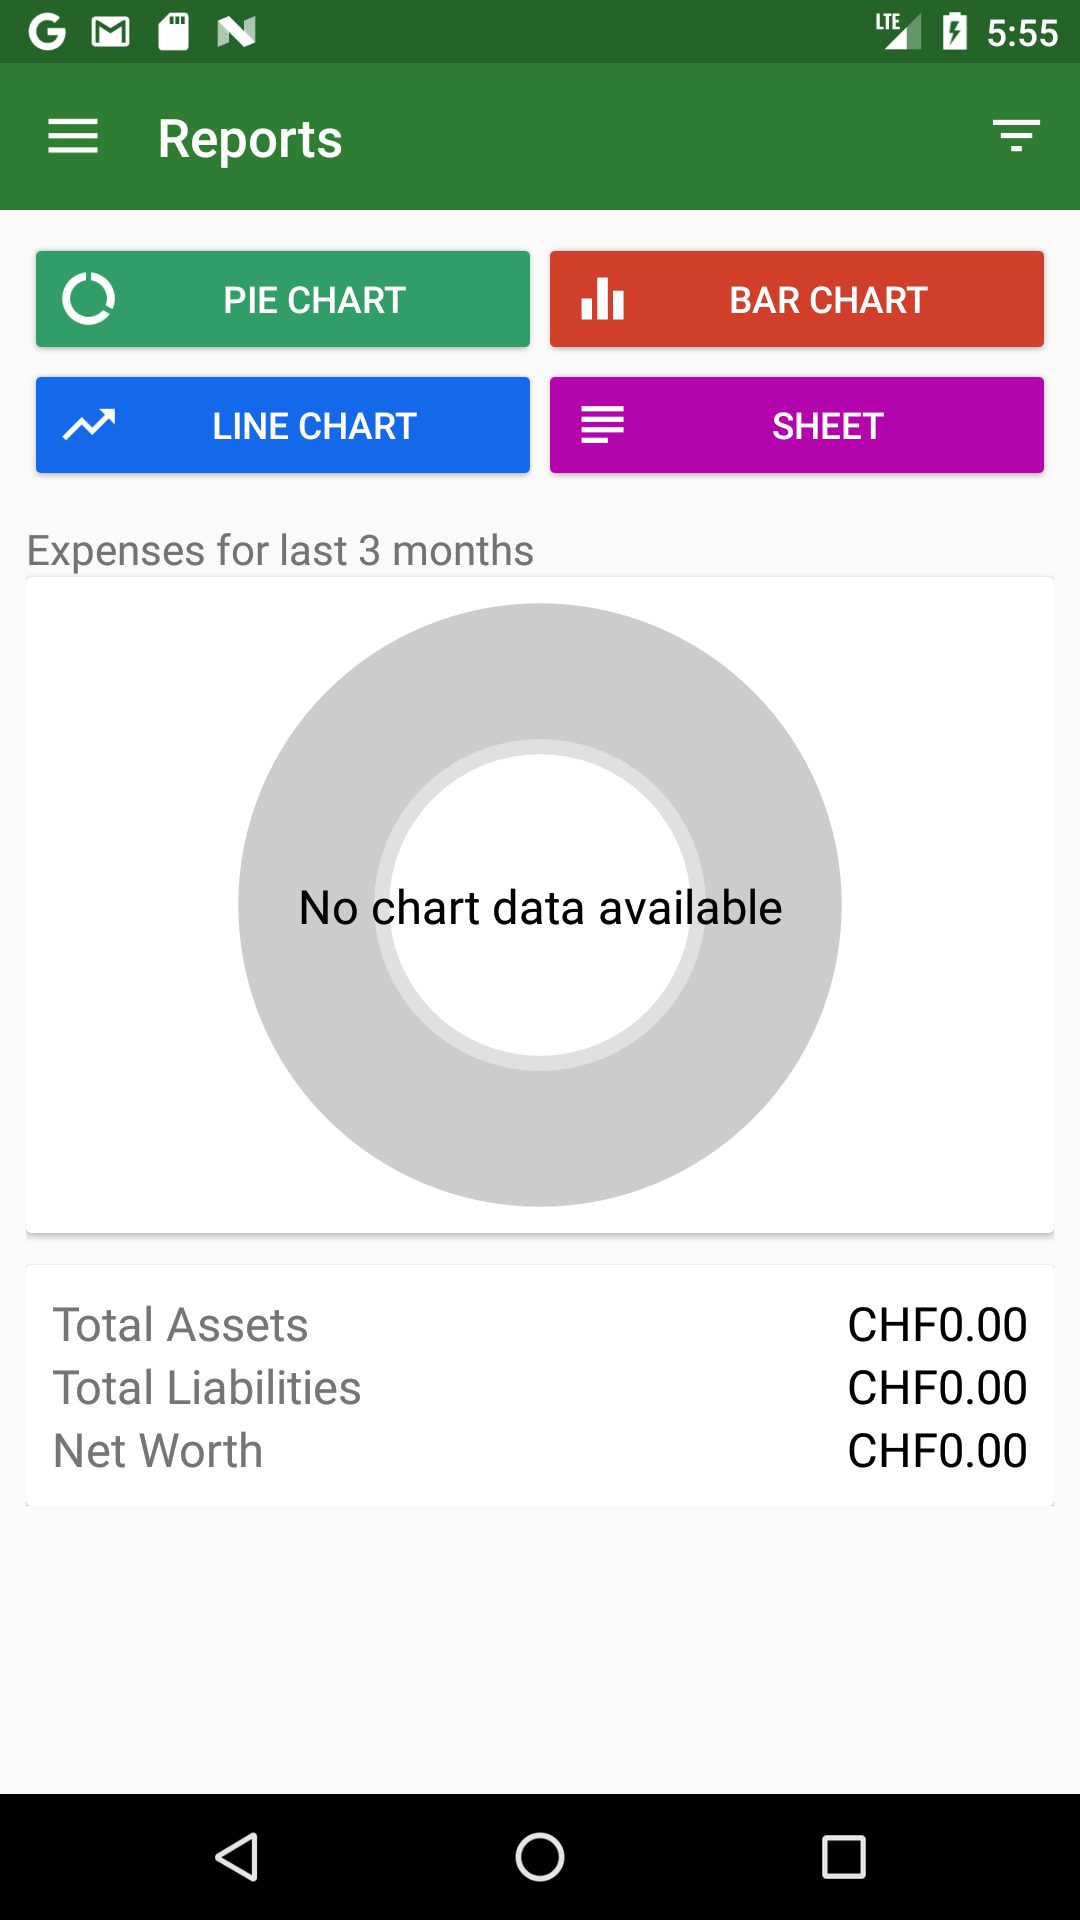 LTE 5:55
Reports
PIE CHART
BAR CHART
LINE CHART
SHEET
Expenses for last 3 months
No chart data available
Total Assets CHF0.00
Total Liabilities CHF0.00
Net Worth CHF0.00